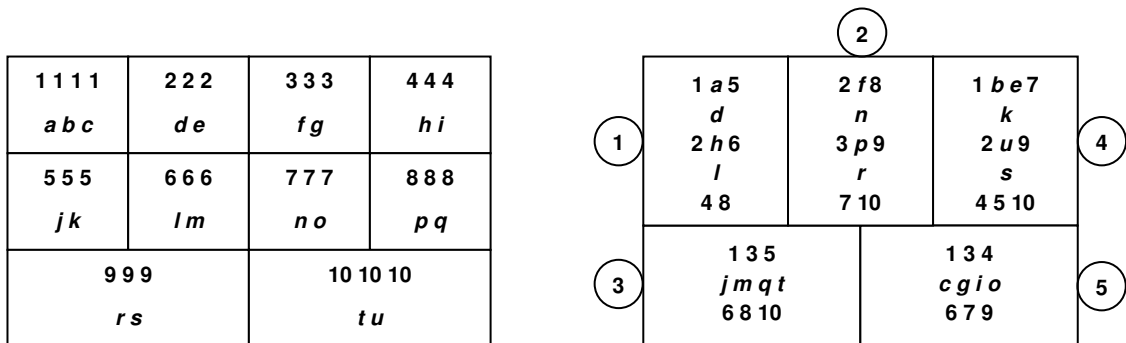 1 1 1 1 2 2 2 3 3 3 4 4 4
a b c d e f g h i
5 5 5 6 6 6 7 7 7 8 8 8
j k l m n o p q
9 9 9 10 10 10
r s t u
2
1 a 5 2 f 8 1 b e 7
d n k
1 2 h 6 3 p 9 2 u 9 4
l r s
4 8 7 10 4 5 10
1 3 5 1 3 4
3 j m q t c g i o 5
6 8 10 6 7 9